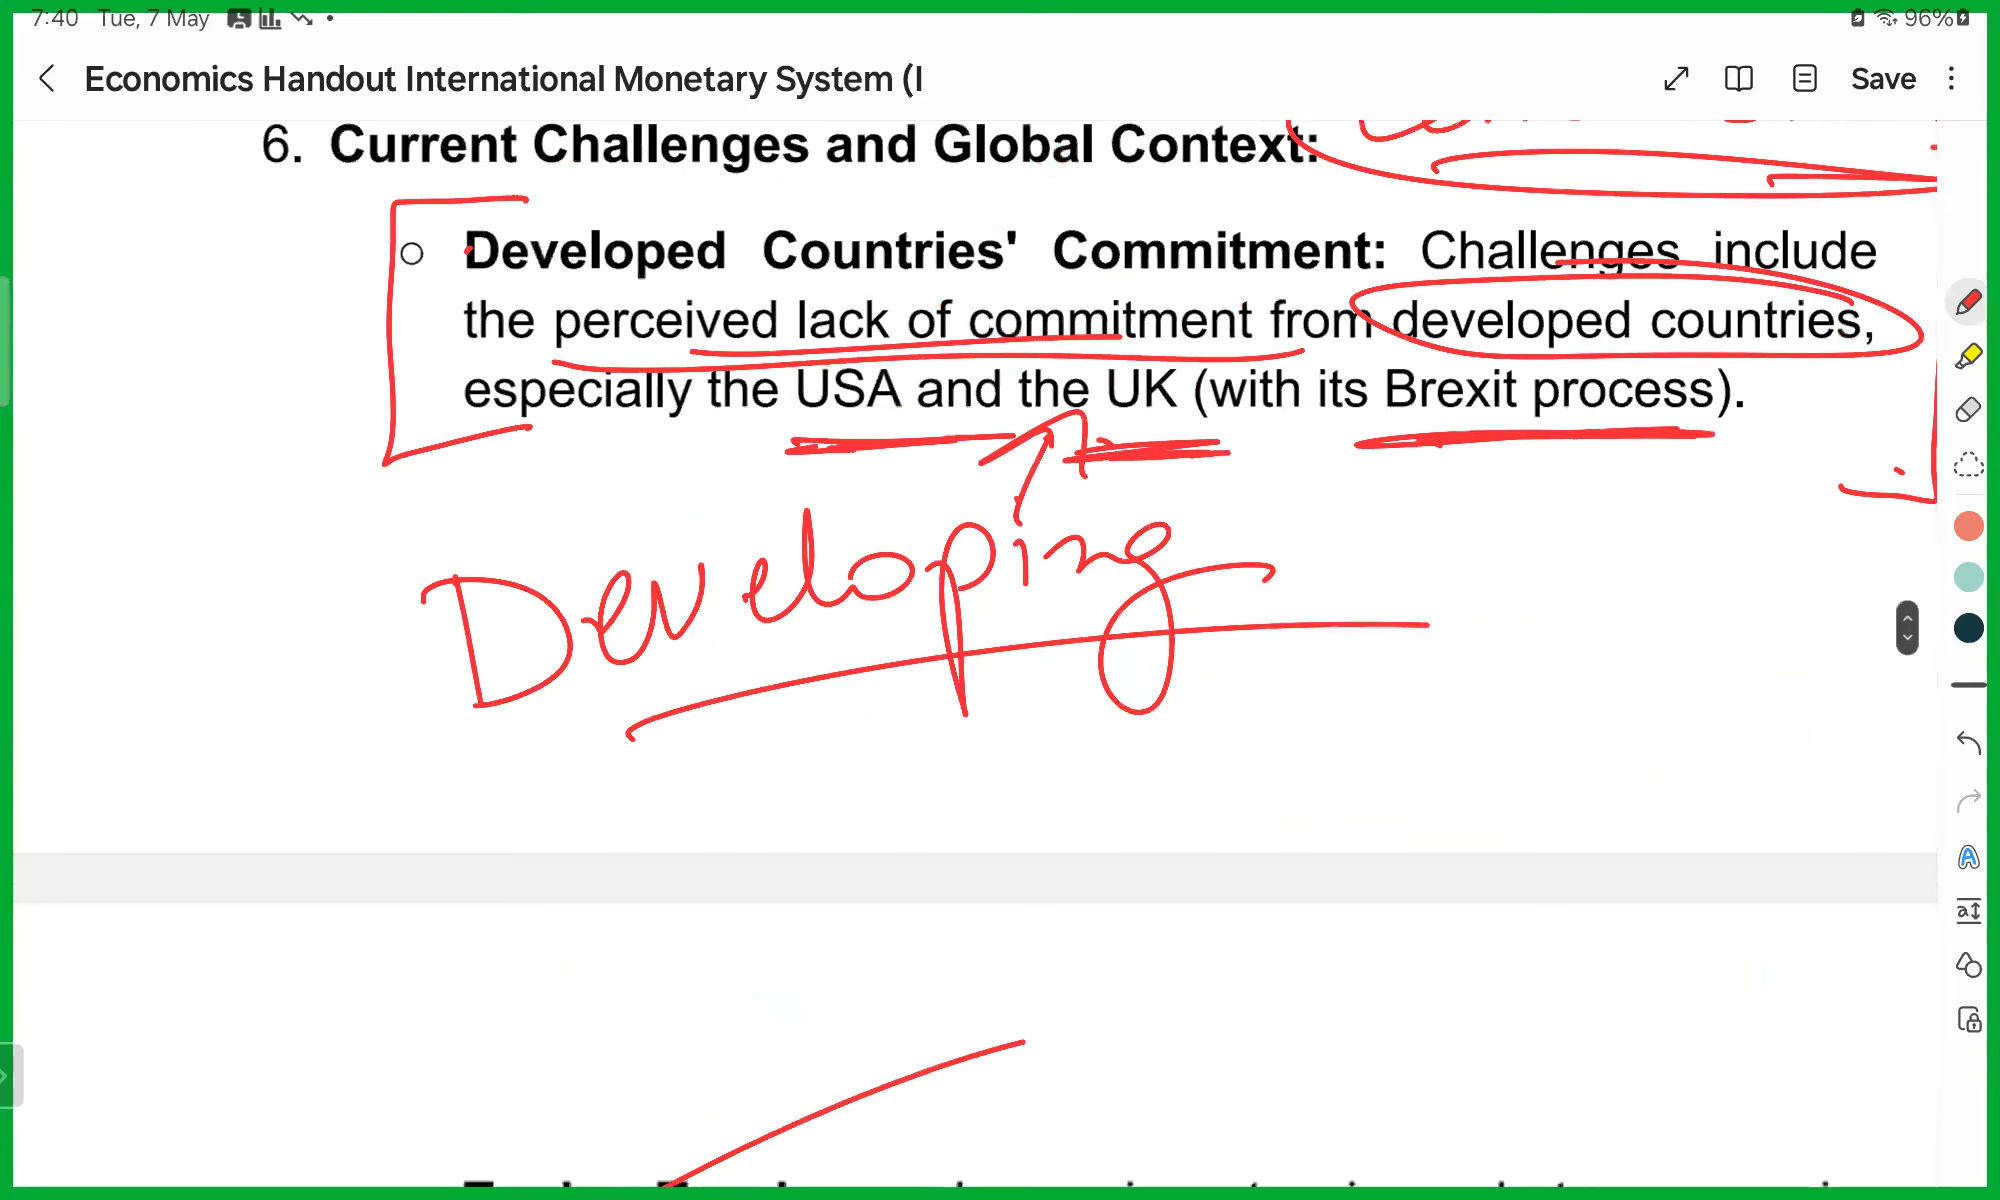 7:40 Tue, 7 May 96%
Economics Handout International Monetary System (I
Save
6. Current Challenges and Global Context:
Developed Countries' Commitment: Challenges include
the perceived lack of commitment from developed countries,
especially the USA and the UK (with its Brexit process).
Developing